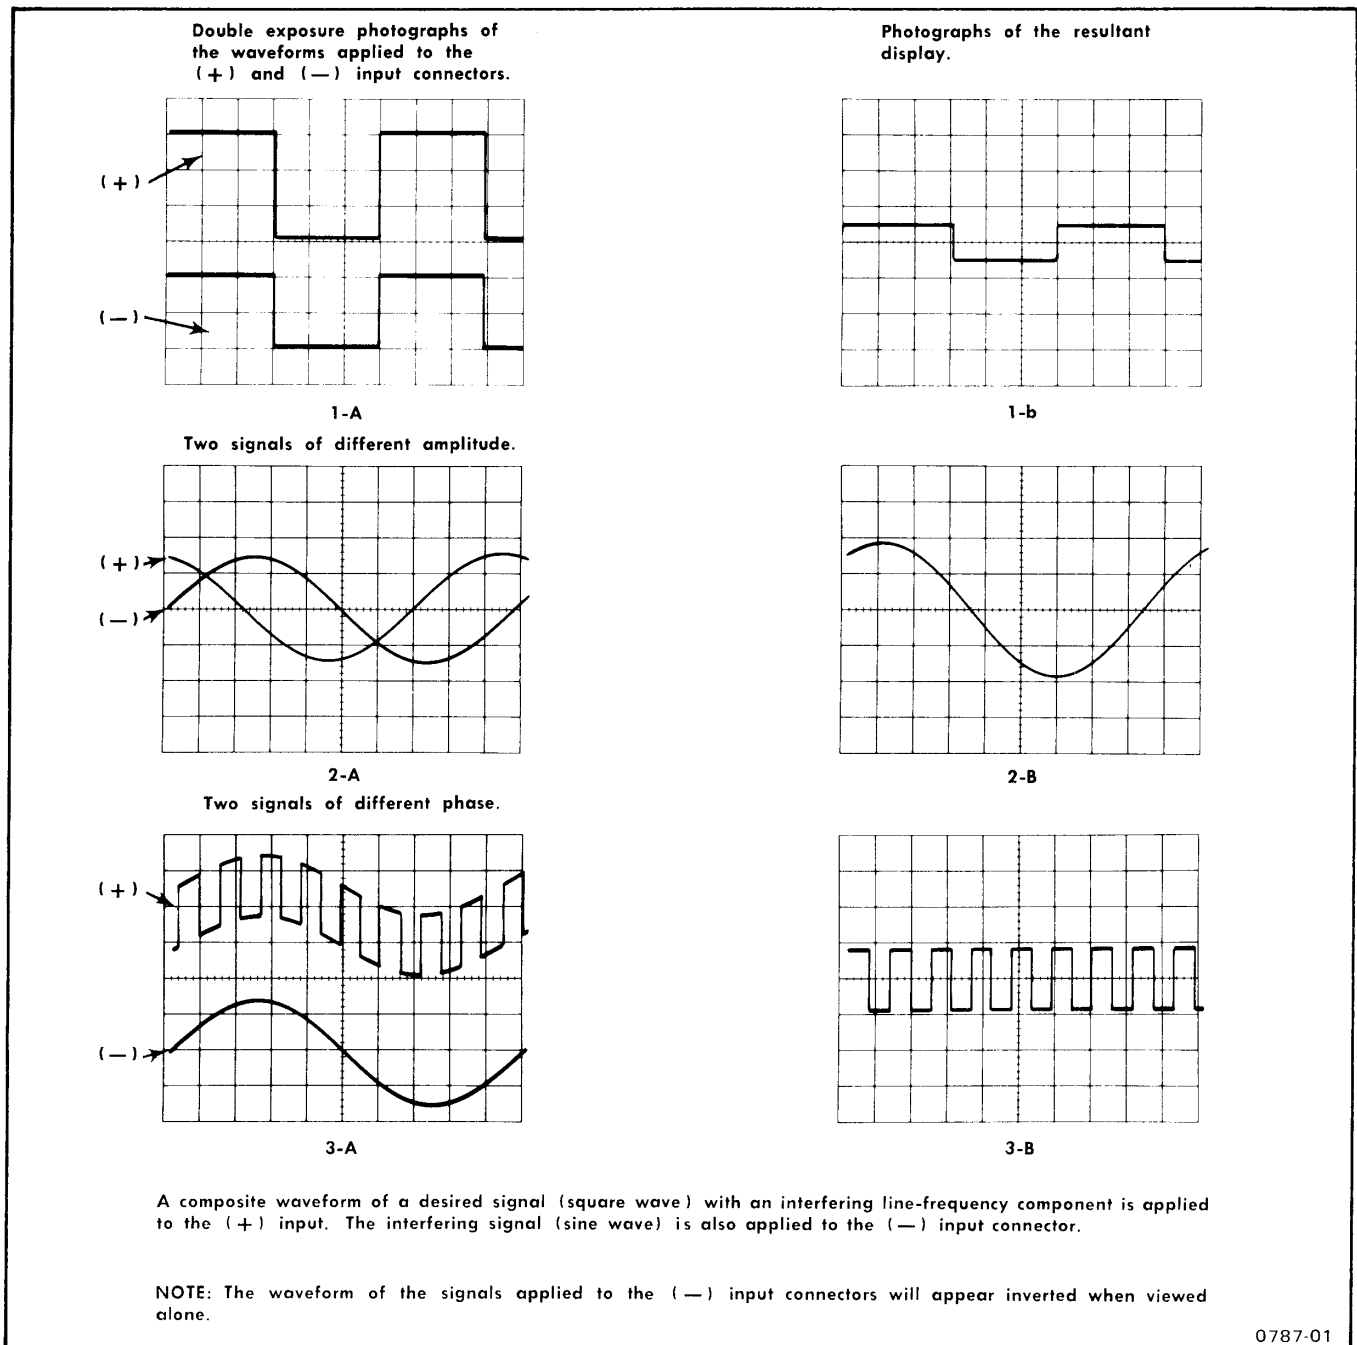 Double exposure photographs of
the waveforms applied to the
(+) and (—) input connectors.
Photographs of the resultant
display.
(+)
(—)
1-A
1-b
Two signals of different amplitude.
(+)
(—)
2-A
2-B
Two signals of different phase.
(+)
(—)
3-A
3-B
A composite waveform of a desired signal (square wave) with an interfering line-frequency component is applied
to the (+) input. The interfering signal (sine wave) is also applied to the (—) input connector.
NOTE: The waveform of the signals applied to the (—) input connectors will appear inverted when viewed
alone.
0787-01